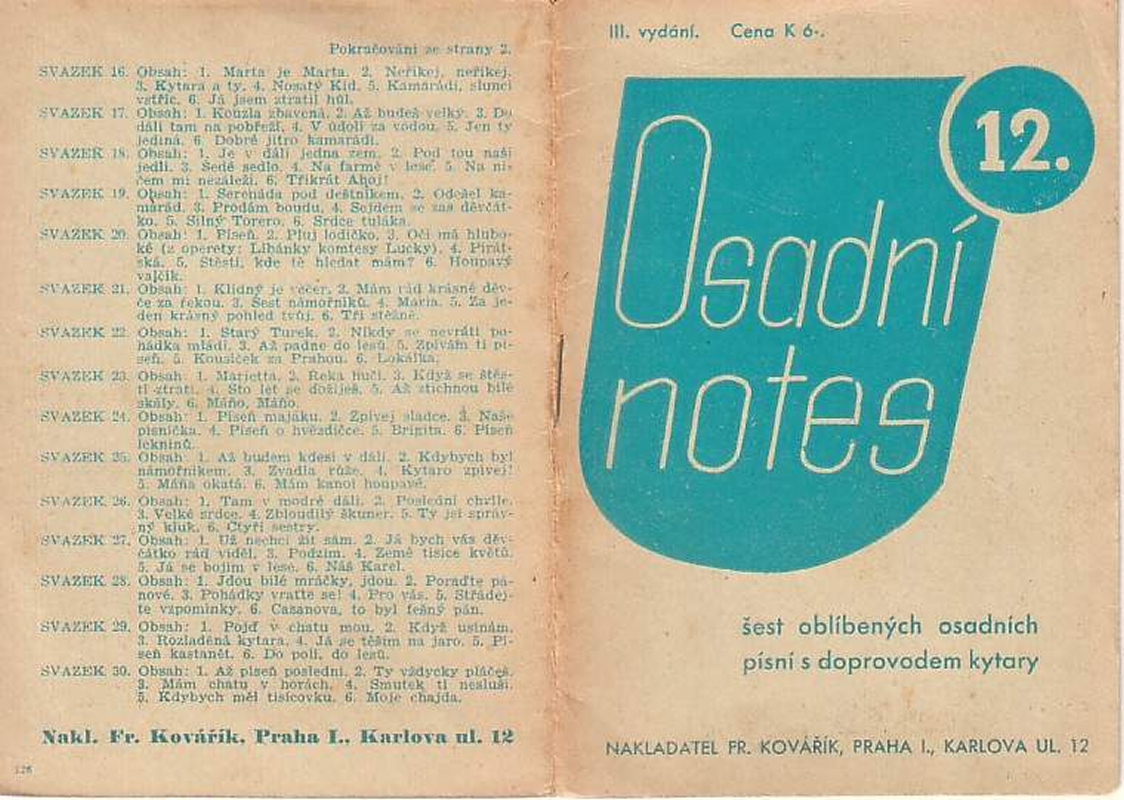 Pokračování ze strany 2.
SVAZEK 16. Obsah: 1. Marta je Marta. 2. Neříkej, neříkej.
3. Kytara a ty. 4. Nosatý Kid. 5. Kamarádi, slunci
vstříc. 6. Já jsem ztratil hůl.
SVAZEK 17. Obsah: 1. Kouzla zbavená. 2. Až budeš velký. 3. Do
dáli tam na pobřeží. 4. V údolí za vodou. 5. Jen ty
jediná. 6. Dobré jitro kamarádi.
SVAZEK 18. Obsah: 1. Je v dáli jedna zem. 2. Pod tou naší
jedlí. 3. Šedé sedlo. 4. Na farmě v lese. 5. Na ni-
čem mi nezáleží. 6. Třikrát Ahoj!
SVAZEK 19. Obsah: 1. Serenáda pod deštníkem. 2. Odešel ka-
marád. 3. Prodám boudu. 4. Sejdem se zas děvčát-
ko. 5. Silný Torero. 6. Srdce tuláka.
SVAZEK 20. Obsah: 1. Píseň. 2. Pluj lodičko. 3. Oči má hlubo-
ké (z operety: Líbánky komtesy Lucky). 4. Pirát-
ská. 5. Štěstí, kde tě hledat mám? 6. Houpavý
valčík.
SVAZEK 21. Obsah: 1. Klidný je večer. 2. Mám rád krásné děv-
če za řekou. 3. Šest námořníků. 4. Maria. 5. Za je-
den krásný pohled tvůj. 6. Tři stěžně.
SVAZEK 22. Obsah: 1. Starý Turek. 2. Nikdy se nevrátí po-
hádka mládí. 3. Až padne do lesů. 5. Zpívám ti pí-
seň. 5. Kousíček za Prahou. 6. Lokálka.
SVAZEK 23. Obsah: 1. Marietta. 2. Řeka hučí. 3. Když se štěs-
tí ztratí. 4. Sto let se dožiješ. 5. Až ztichnou bílé
skály. 6. Máňo, Máňo.
SVAZEK 24. Obsah: 1. Píseň majáku. 2. Zpívej sladce. 3. Naše
písnička. 4. Píseň o hvězdičce. 5. Brigita. 6. Píseň
leknínů.
SVAZEK 25. Obsah: 1. Až budem kdesi v dáli. 2. Kdybych byl
námořníkem. 3. Zvadla růže. 4. Kytaro zpívej!
5. Máňa okatá. 6. Mám kanoi houpavé.
SVAZEK 26. Obsah: 1. Tam v modré dáli. 2. Poslední chvíle.
3. Velké srdce. 4. Zbloudilý škuner. 5. Ty jsi správ-
ný kluk. 6. Čtyři sestry.
SVAZEK 27. Obsah: 1. Už nechci žít sám. 2. Já bych vás děv-
čátko rád viděl. 3. Podzim. 4. Země tisíce květů.
5. Já se bojím v lese. 6. Náš Karel.
SVAZEK 28. Obsah: 1. Jdou bílé mráčky, jdou. 2. Poraďte pá-
nové. 3. Pohádky vraťte se! 4. Pro vás. 5. Střádej-
te vzpomínky. 6. Casanova, to byl fešný pán.
SVAZEK 29. Obsah: 1. Pojď v chatu mou. 2. Když usínám.
3. Rozladěná kytara. 4. Já se těším na jaro. 5. Pí-
seň kastanět. 6. Do polí, do lesů.
SVAZEK 30. Obsah: 1. Až píseň poslední. 2. Ty vždycky pláčeš.
3. Mám chatu v horách. 4. Smutek ti nesluší.
5. Kdybych měl tisícovku. 6. Moje chajda.
Nakl. Fr. Kovářík, Praha I., Karlova ul. 12
128
III. vydání. Cena K 6·-.
12.
Osadní
notes
šest oblíbených osadních
písní s doprovodem kytary
NAKLADATEL FR. KOVÁŘÍK, PRAHA I., KARLOVA UL. 12